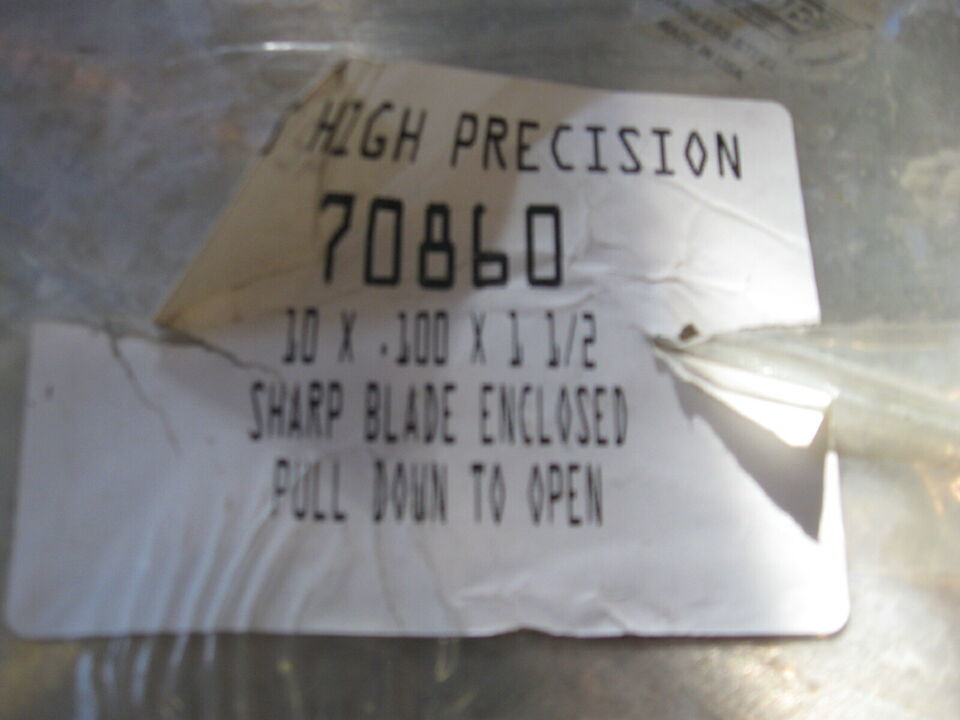 HIGH PRECISION
70860
10 X .100 X 1 1/2
SHARP BLADE ENCLOSED
PULL DOWN TO OPEN